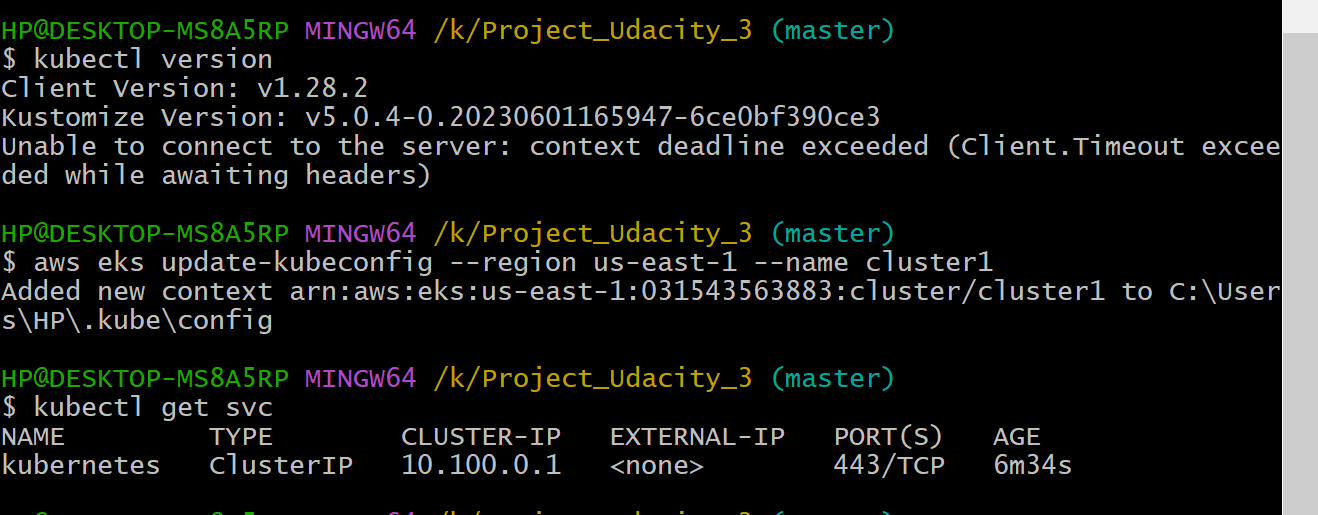 HP@DESKTOP-MS8A5RP MINGW64 /k/Project_Udacity_3 (master)
$ kubectl version
Client Version: v1.28.2
Kustomize Version: v5.0.4-0.20230601165947-6ce0bf390ce3
Unable to connect to the server: context deadline exceeded (Client.Timeout excee
ded while awaiting headers)
HP@DESKTOP-MS8A5RP MINGW64 /k/Project_Udacity_3 (master)
$ aws eks update-kubeconfig --region us-east-1 --name cluster1
Added new context arn:aws:eks:us-east-1:031543563883:cluster/cluster1 to C:\User
s\HP\.kube\config
HP@DESKTOP-MS8A5RP MINGW64 /k/Project_Udacity_3 (master)
$ kubectl get svc
NAME TYPE CLUSTER-IP EXTERNAL-IP PORT(S) AGE
kubernetes ClusterIP 10.100.0.1 <none> 443/TCP 6m34s